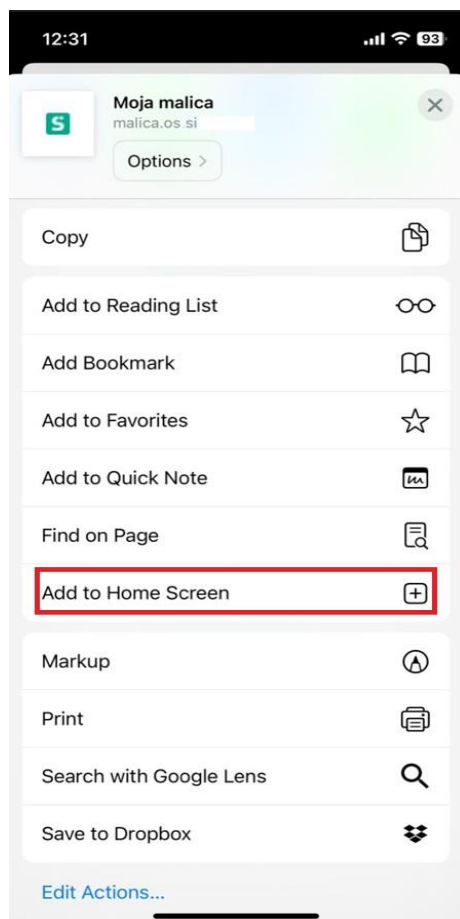 12:31
93
S
Moja malica
malica.os si
Options >
Copy
Add to Reading List
Add Bookmark
Add to Favorites
Add to Quick Note
Find on Page
Add to Home Screen
Markup
Print
Search with Google Lens
Save to Dropbox
Edit Actions...